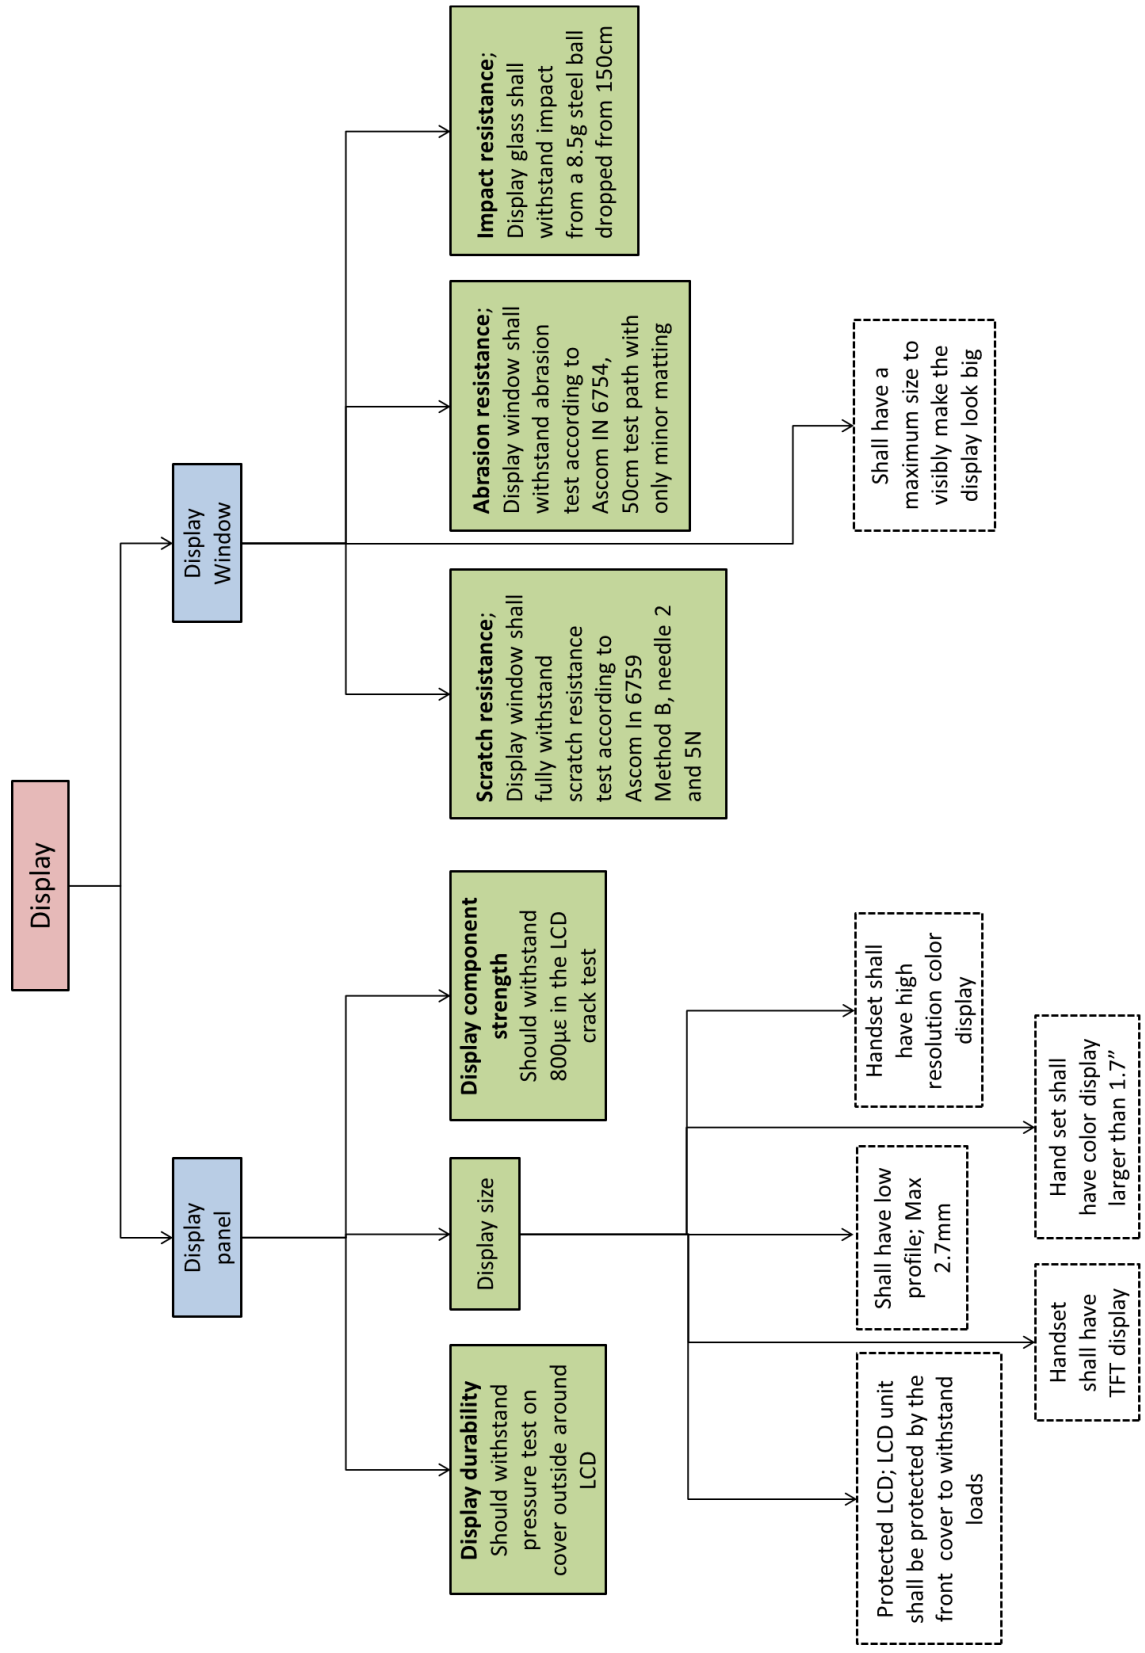 Display
Display
panel
Display
Window
Display durability
Should withstand
pressure test on
cover outside around
LCD
Display size
Display component
strength
Should withstand
800µε in the LCD
crack test
Scratch resistance;
Display window shall
fully withstand
scratch resistance
test according to
Ascom In 6759
Method B, needle 2
and 5N
Abrasion resistance;
Display window shall
withstand abrasion
test according to
Ascom IN 6754,
50cm test path with
only minor matting
Impact resistance;
Display glass shall
withstand impact
from a 8.5g steel ball
dropped from 150cm
Protected LCD; LCD unit
shall be protected by the
front cover to withstand
loads
Handset
shall have
TFT display
Shall have low
profile; Max
2.7mm
Hand set shall
have color display
larger than 1.7”
Handset shall
have high
resolution color
display
Shall have a
maximum size to
visibly make the
display look big